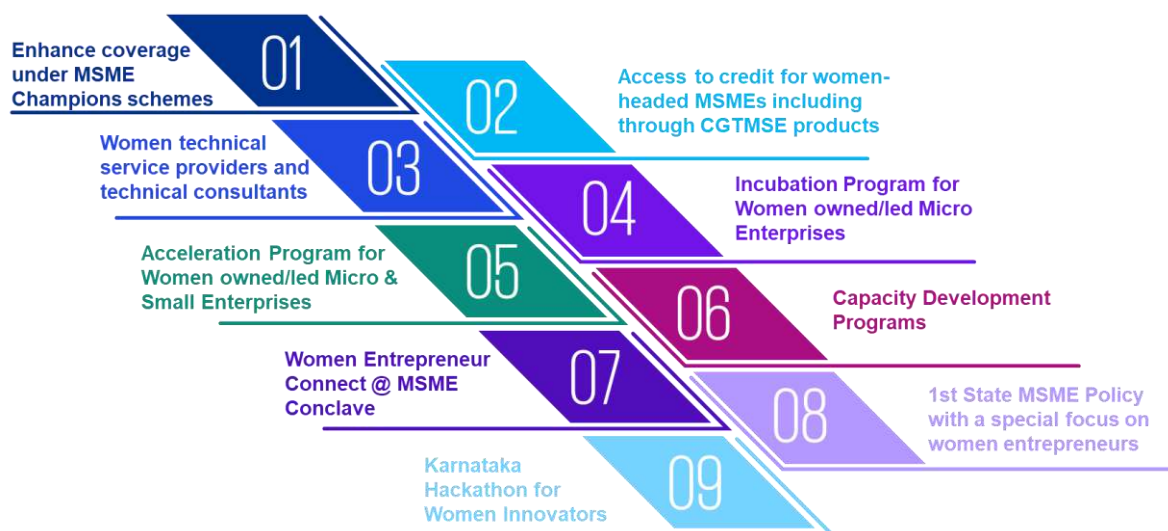 01
Enhance coverage
under MSME
Champions schemes
02
Access to credit for women-
headed MSMEs including
through CGTMSE products
03
Women technical
service providers and
technical consultants
04
Incubation Program for
Women owned/led Micro
Enterprises
05
Acceleration Program for
Women owned/led Micro &
Small Enterprises
06
Capacity Development
Programs
07
Women Entrepreneur
Connect @ MSME
Conclave
08
1st State MSME Policy
with a special focus on
women entrepreneurs
09
Karnataka
Hackathon for
Women Innovators